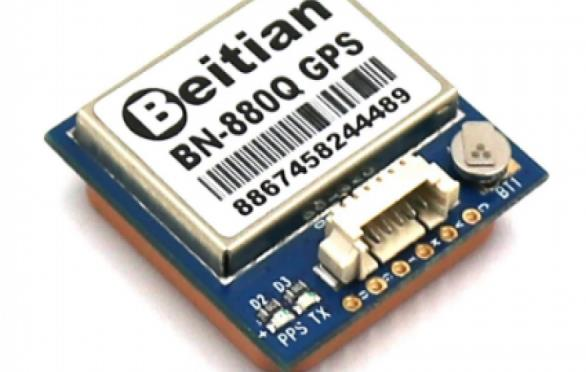 Beitian
BN-880Q GPS
8867458244489
D2 D3
+
PPS TX
BT1